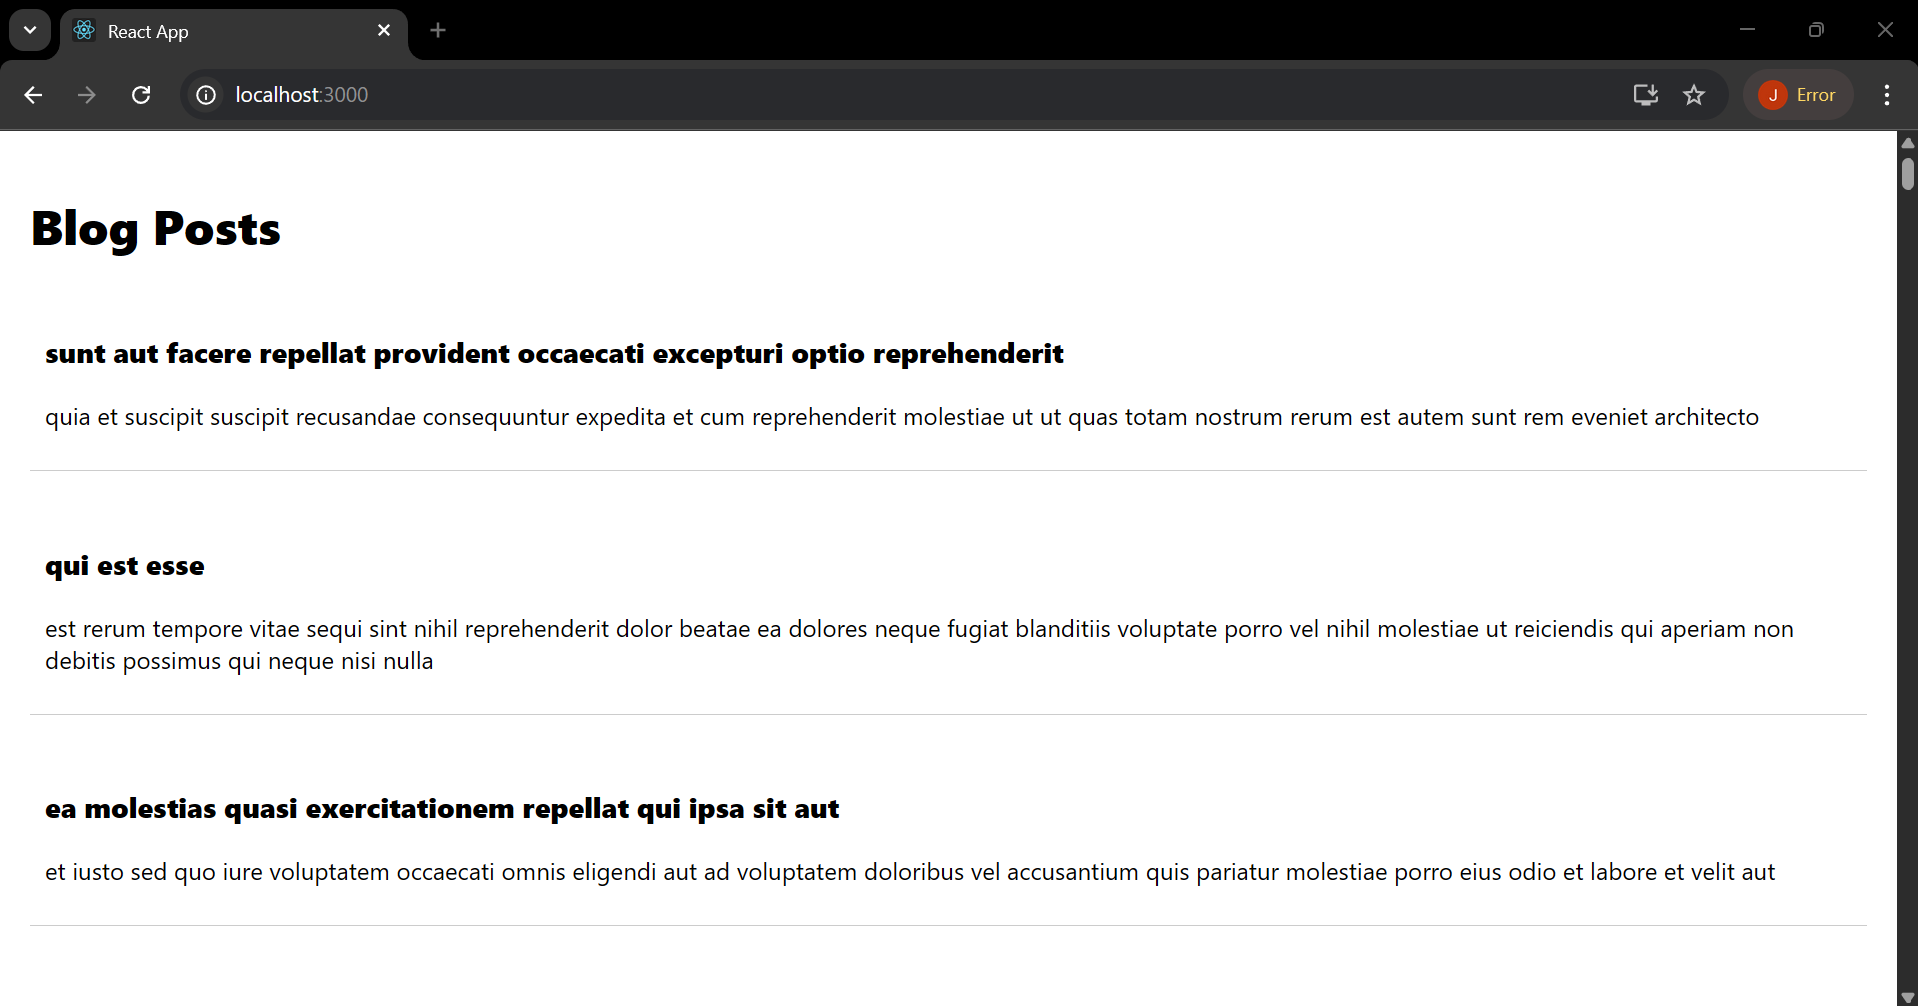 React App
localhost:3000
J Error
Blog Posts
sunt aut facere repellat provident occaecati excepturi optio reprehenderit
quia et suscipit suscipit recusandae consequuntur expedita et cum reprehenderit molestiae ut ut quas totam nostrum rerum est autem sunt rem eveniet architecto
qui est esse
est rerum tempore vitae sequi sint nihil reprehenderit dolor beatae ea dolores neque fugiat blanditiis voluptate porro vel nihil molestiae ut reiciendis qui aperiam non
debitis possimus qui neque nisi nulla
ea molestias quasi exercitationem repellat qui ipsa sit aut
et iusto sed quo iure voluptatem occaecati omnis eligendi aut ad voluptatem doloribus vel accusantium quis pariatur molestiae porro eius odio et labore et velit aut